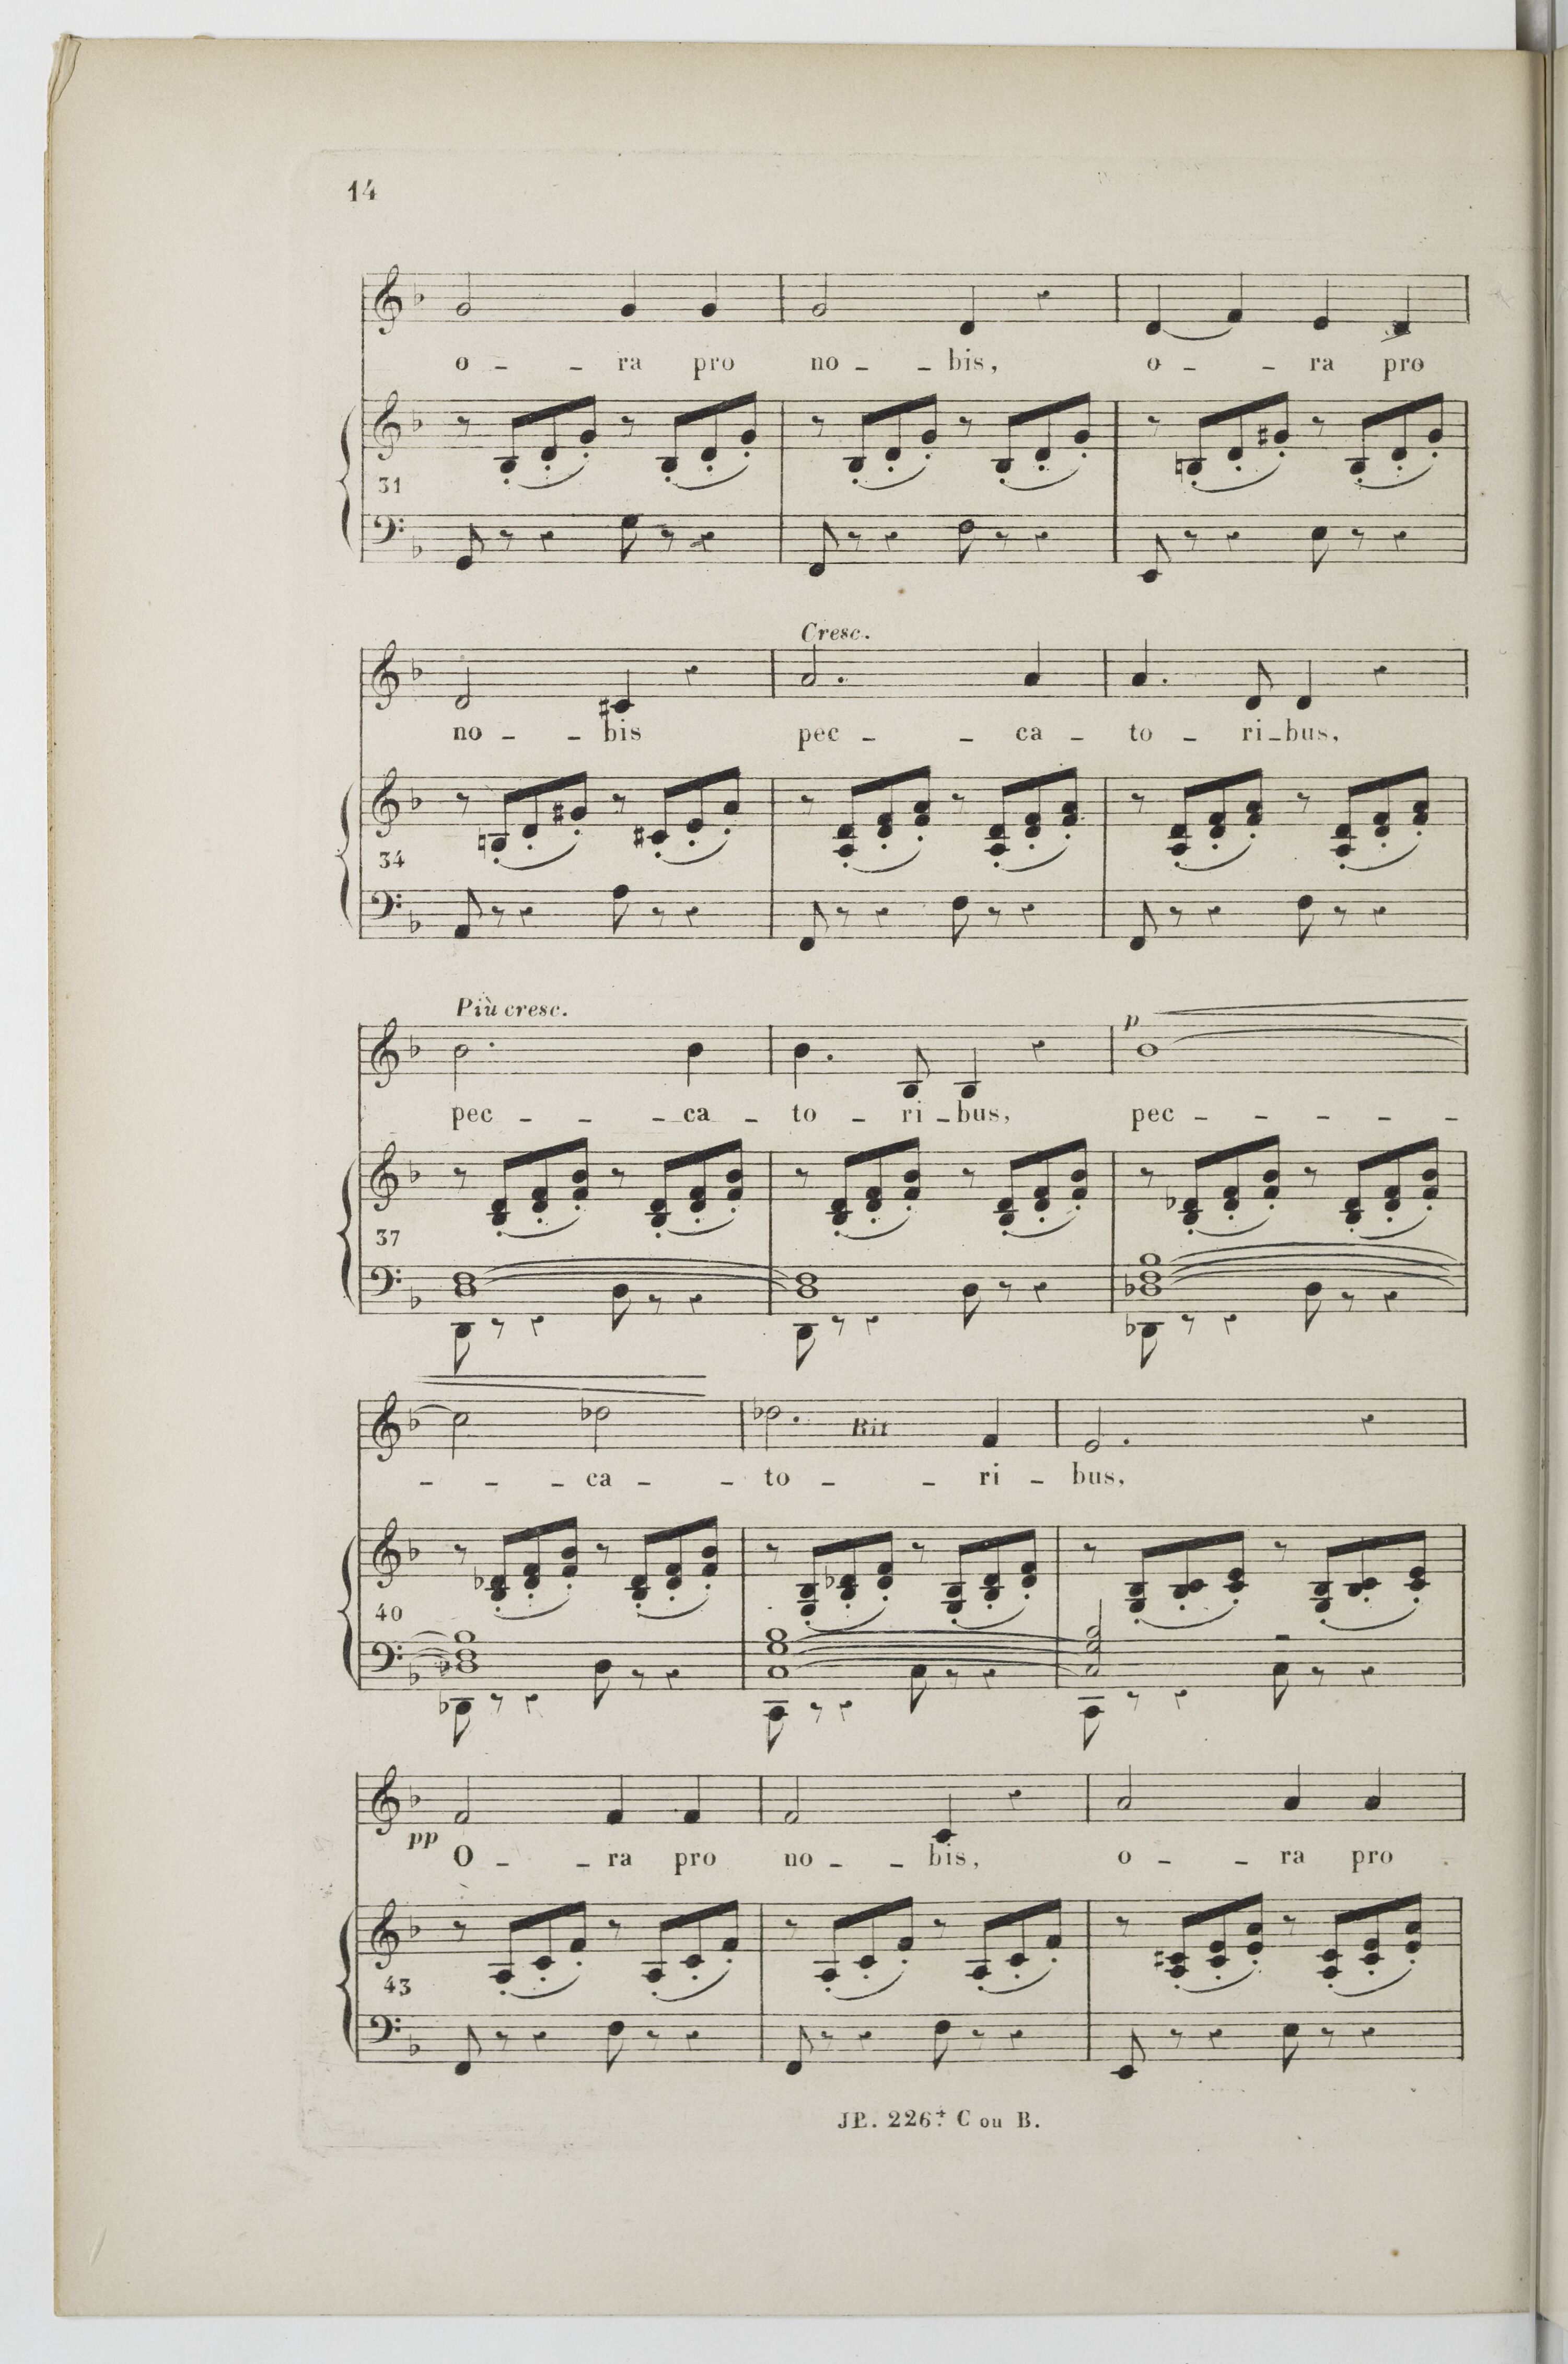 14
o - - ra pro no - - bis, o - - ra pro
31
Cresc.
no - - bis pec - - ca - to - ri - bus,
34
Più cresc.
p
pec - - - ca - to - ri - bus, pec - - - - -
37
Rit
- - - ca - - to - - ri - bus,
40
pp
O - - ra pro no - - bis, o - - ra pro
43
JP. 226. C ou B.